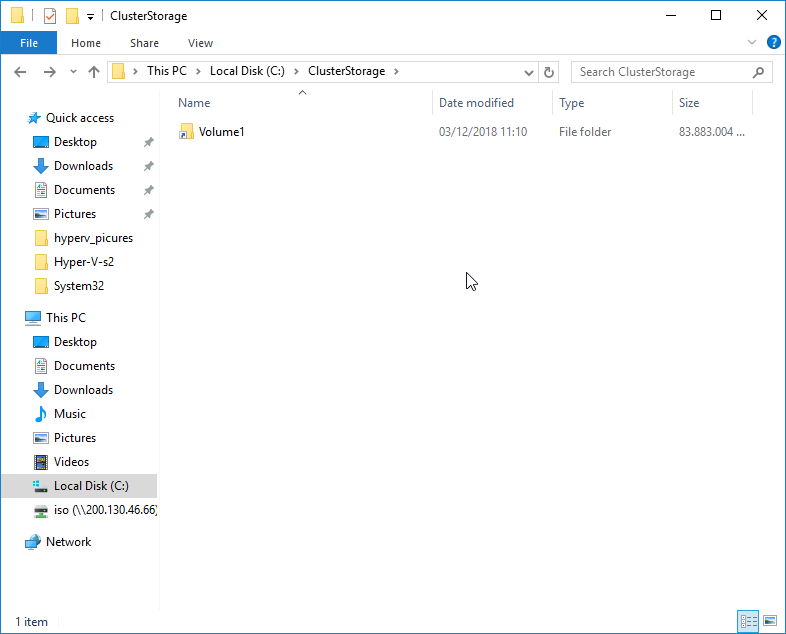 ClusterStorage
File Home Share View
This PC Local Disk (C:) ClusterStorage Search ClusterStorage
Name Date modified Type Size
Volume1 03/12/2018 11:10 File folder 83.883.004 ...
Quick access
Desktop
Downloads
Documents
Pictures
hyperv_picures
Hyper-V-s2
System32
This PC
Desktop
Documents
Downloads
Music
Pictures
Videos
Local Disk (C:)
iso (\\200.130.46.66)
Network
1 item